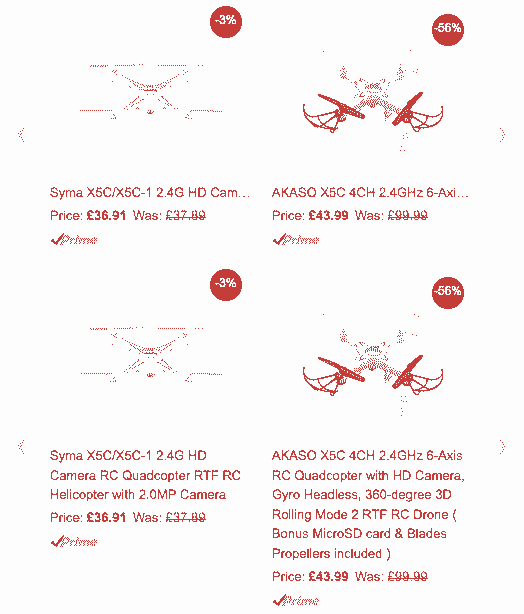 -3%
-56%
Syma X5C/X5C-1 2.4G HD Cam...
AKASO X5C 4CH 2.4GHz 6-Axi...
Price: £36.91 Was: £37.89
Price: £43.99 Was: £99.99
Prime
Prime
-3%
-56%
Syma X5C/X5C-1 2.4G HD
Camera RC Quadcopter RTF RC
Helicopter with 2.0MP Camera
Price: £36.91 Was: £37.89
Prime
AKASO X5C 4CH 2.4GHz 6-Axis
RC Quadcopter with HD Camera,
Gyro Headless, 360-degree 3D
Rolling Mode 2 RTF RC Drone (
Bonus MicroSD card & Blades
Propellers included )
Price: £43.99 Was: £99.99
Prime